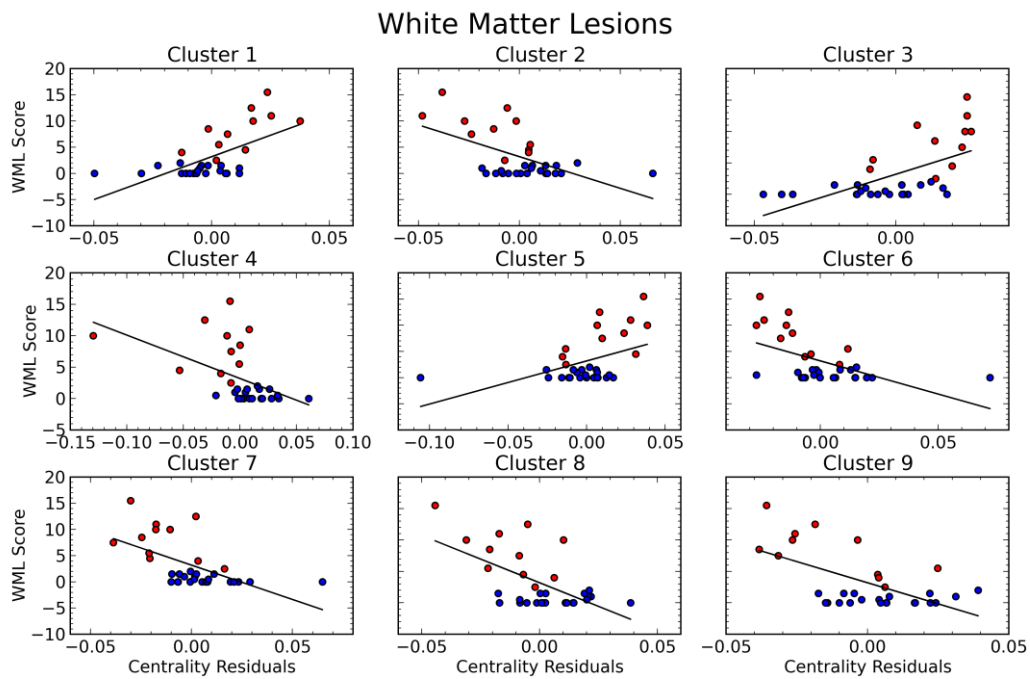 White Matter Lesions
Cluster 1 Cluster 2 Cluster 3
20
15
10
5
0
−5
−10
WML Score
−0.05 0.00 0.05 −0.05 0.00 0.05 −0.05 0.00
Cluster 4 Cluster 5 Cluster 6
20
15
10
5
0
−5
WML Score
−0.15 −0.10 −0.05 0.00 0.05 0.10 −0.10 −0.05 0.00 0.05 0.00 0.05
Cluster 7 Cluster 8 Cluster 9
20
15
10
5
0
−5
−10
WML Score
−0.05 0.00 0.05 −0.05 0.00 0.05 −0.05 0.00 0.05
Centrality Residuals Centrality Residuals Centrality Residuals